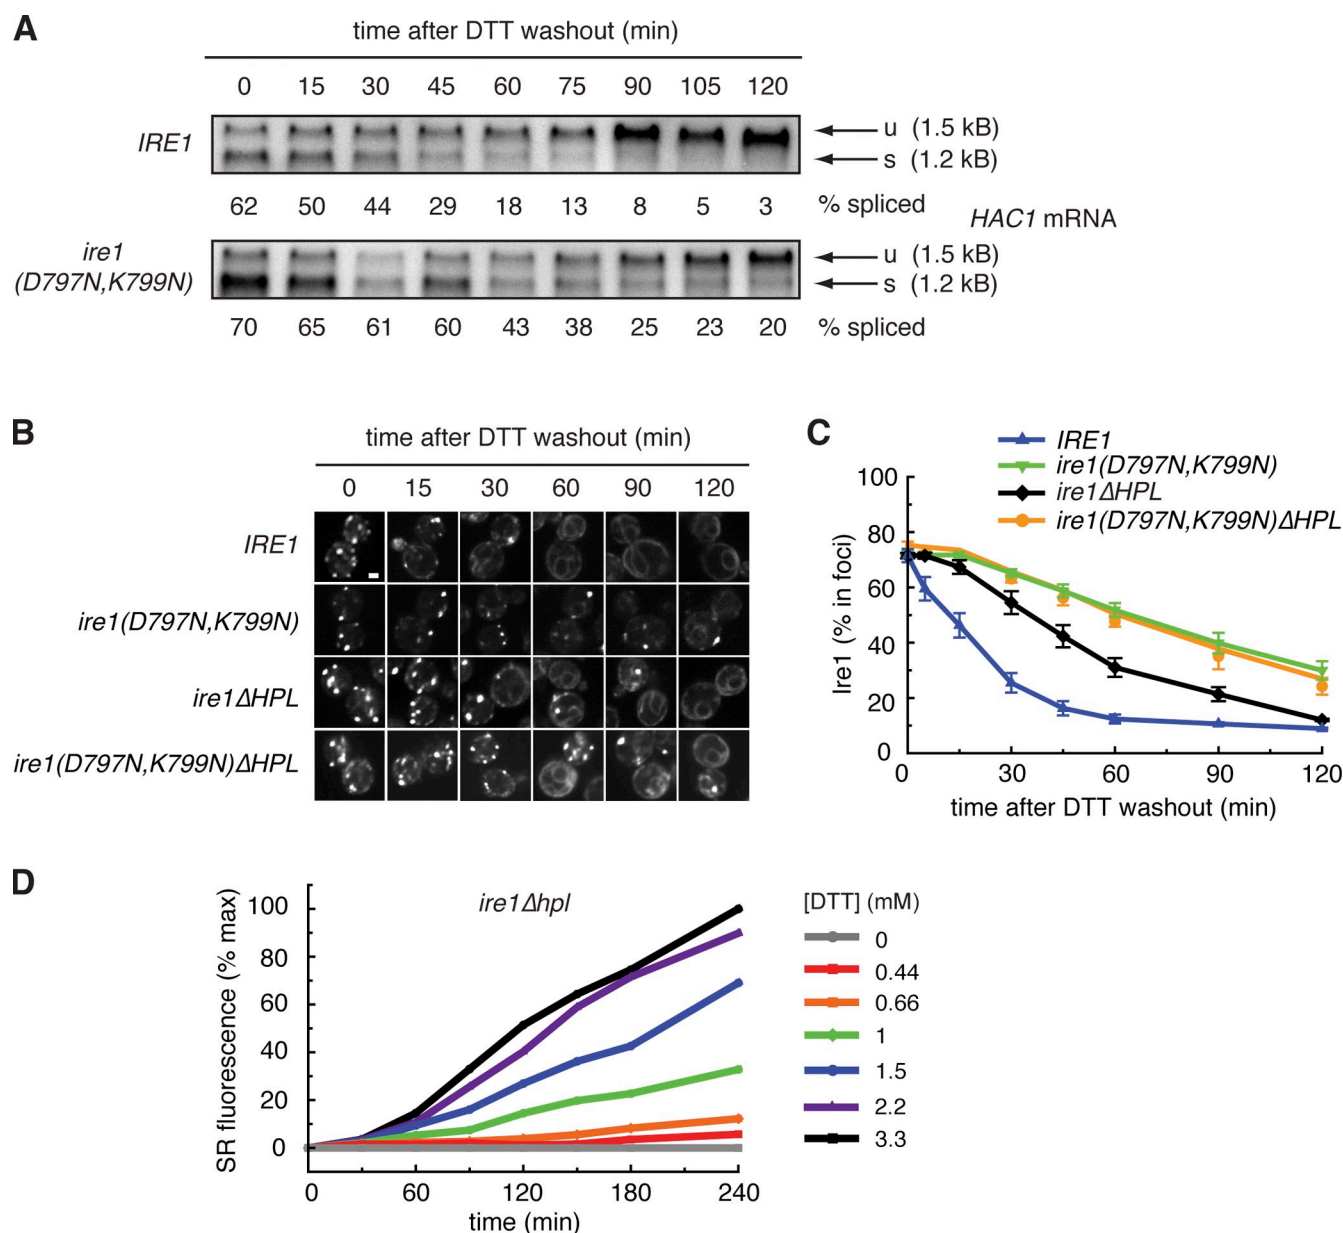 A
time after DTT washout (min)
0 15 30 45 60 75 90 105 120
IRE1
u (1.5 kB)
s (1.2 kB)
62 50 44 29 18 13 8 5 3 % spliced
HAC1 mRNA
ire1
(D797N,K799N)
u (1.5 kB)
s (1.2 kB)
70 65 61 60 43 38 25 23 20 % spliced
B
time after DTT washout (min)
0 15 30 60 90 120
IRE1
ire1(D797N,K799N)
ire1ΔHPL
ire1(D797N,K799N)ΔHPL
C
IRE1
ire1(D797N,K799N)
ire1ΔHPL
ire1(D797N,K799N)ΔHPL
Ire1 (% in foci)
100
80
60
40
20
0
0 30 60 90 120
time after DTT washout (min)
D
ire1Δhpl
SR fluorescence (% max)
100
80
60
40
20
0
0 60 120 180 240
time (min)
[DTT] (mM)
0
0.44
0.66
1
1.5
2.2
3.3